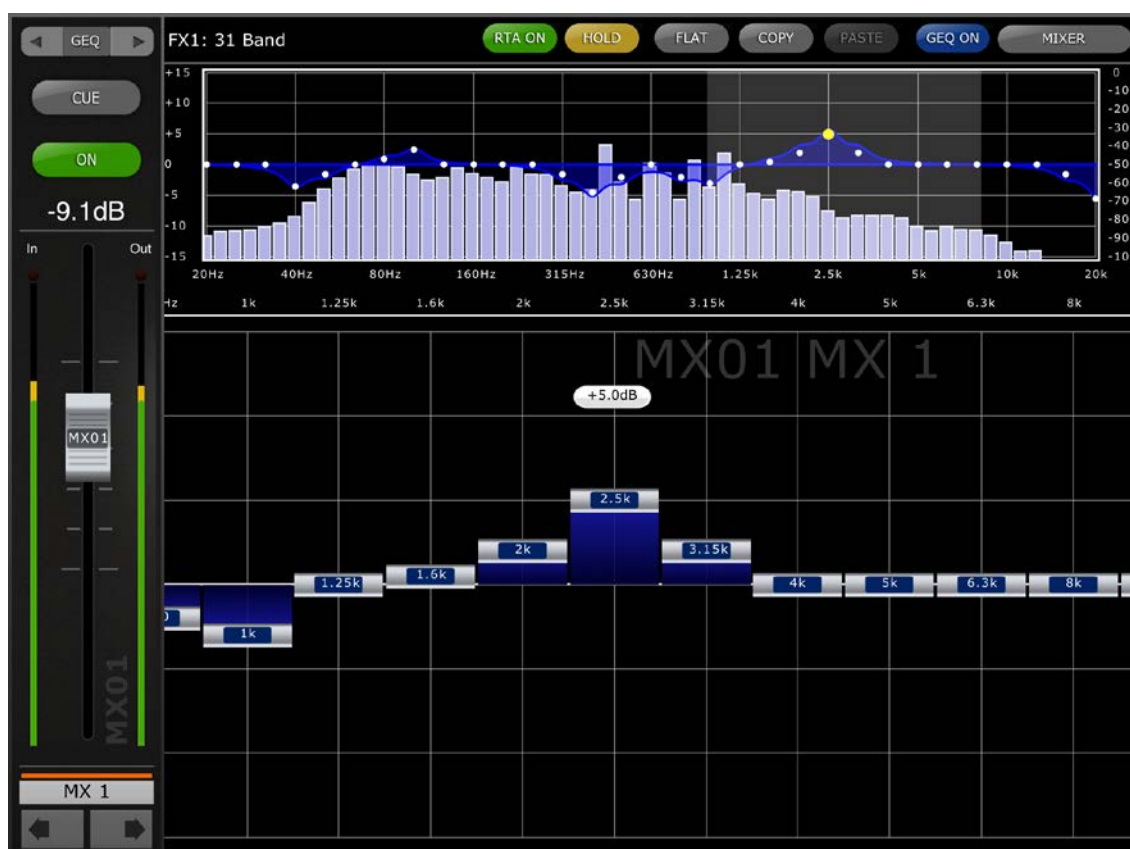 GEQ
FX1: 31 Band
RTA ON
HOLD
FLAT
COPY
PASTE
GEQ ON
MIXER
CUE
ON
-9.1dB
In
Out
+15
+10
+5
0
-5
-10
-15
0
-10
-20
-30
-40
-50
-60
-70
-80
-90
-10
20Hz 40Hz 80Hz 160Hz 315Hz 630Hz 1.25k 2.5k 5k 10k 20k
Hz 1k 1.25k 1.6k 2k 2.5k 3.15k 4k 5k 6.3k 8k
MX01 MX 1
+5.0dB
2.5k
2k
3.15k
1.6k
1.25k
4k
5k
6.3k
8k
1k
MX01
MX01
MX 1